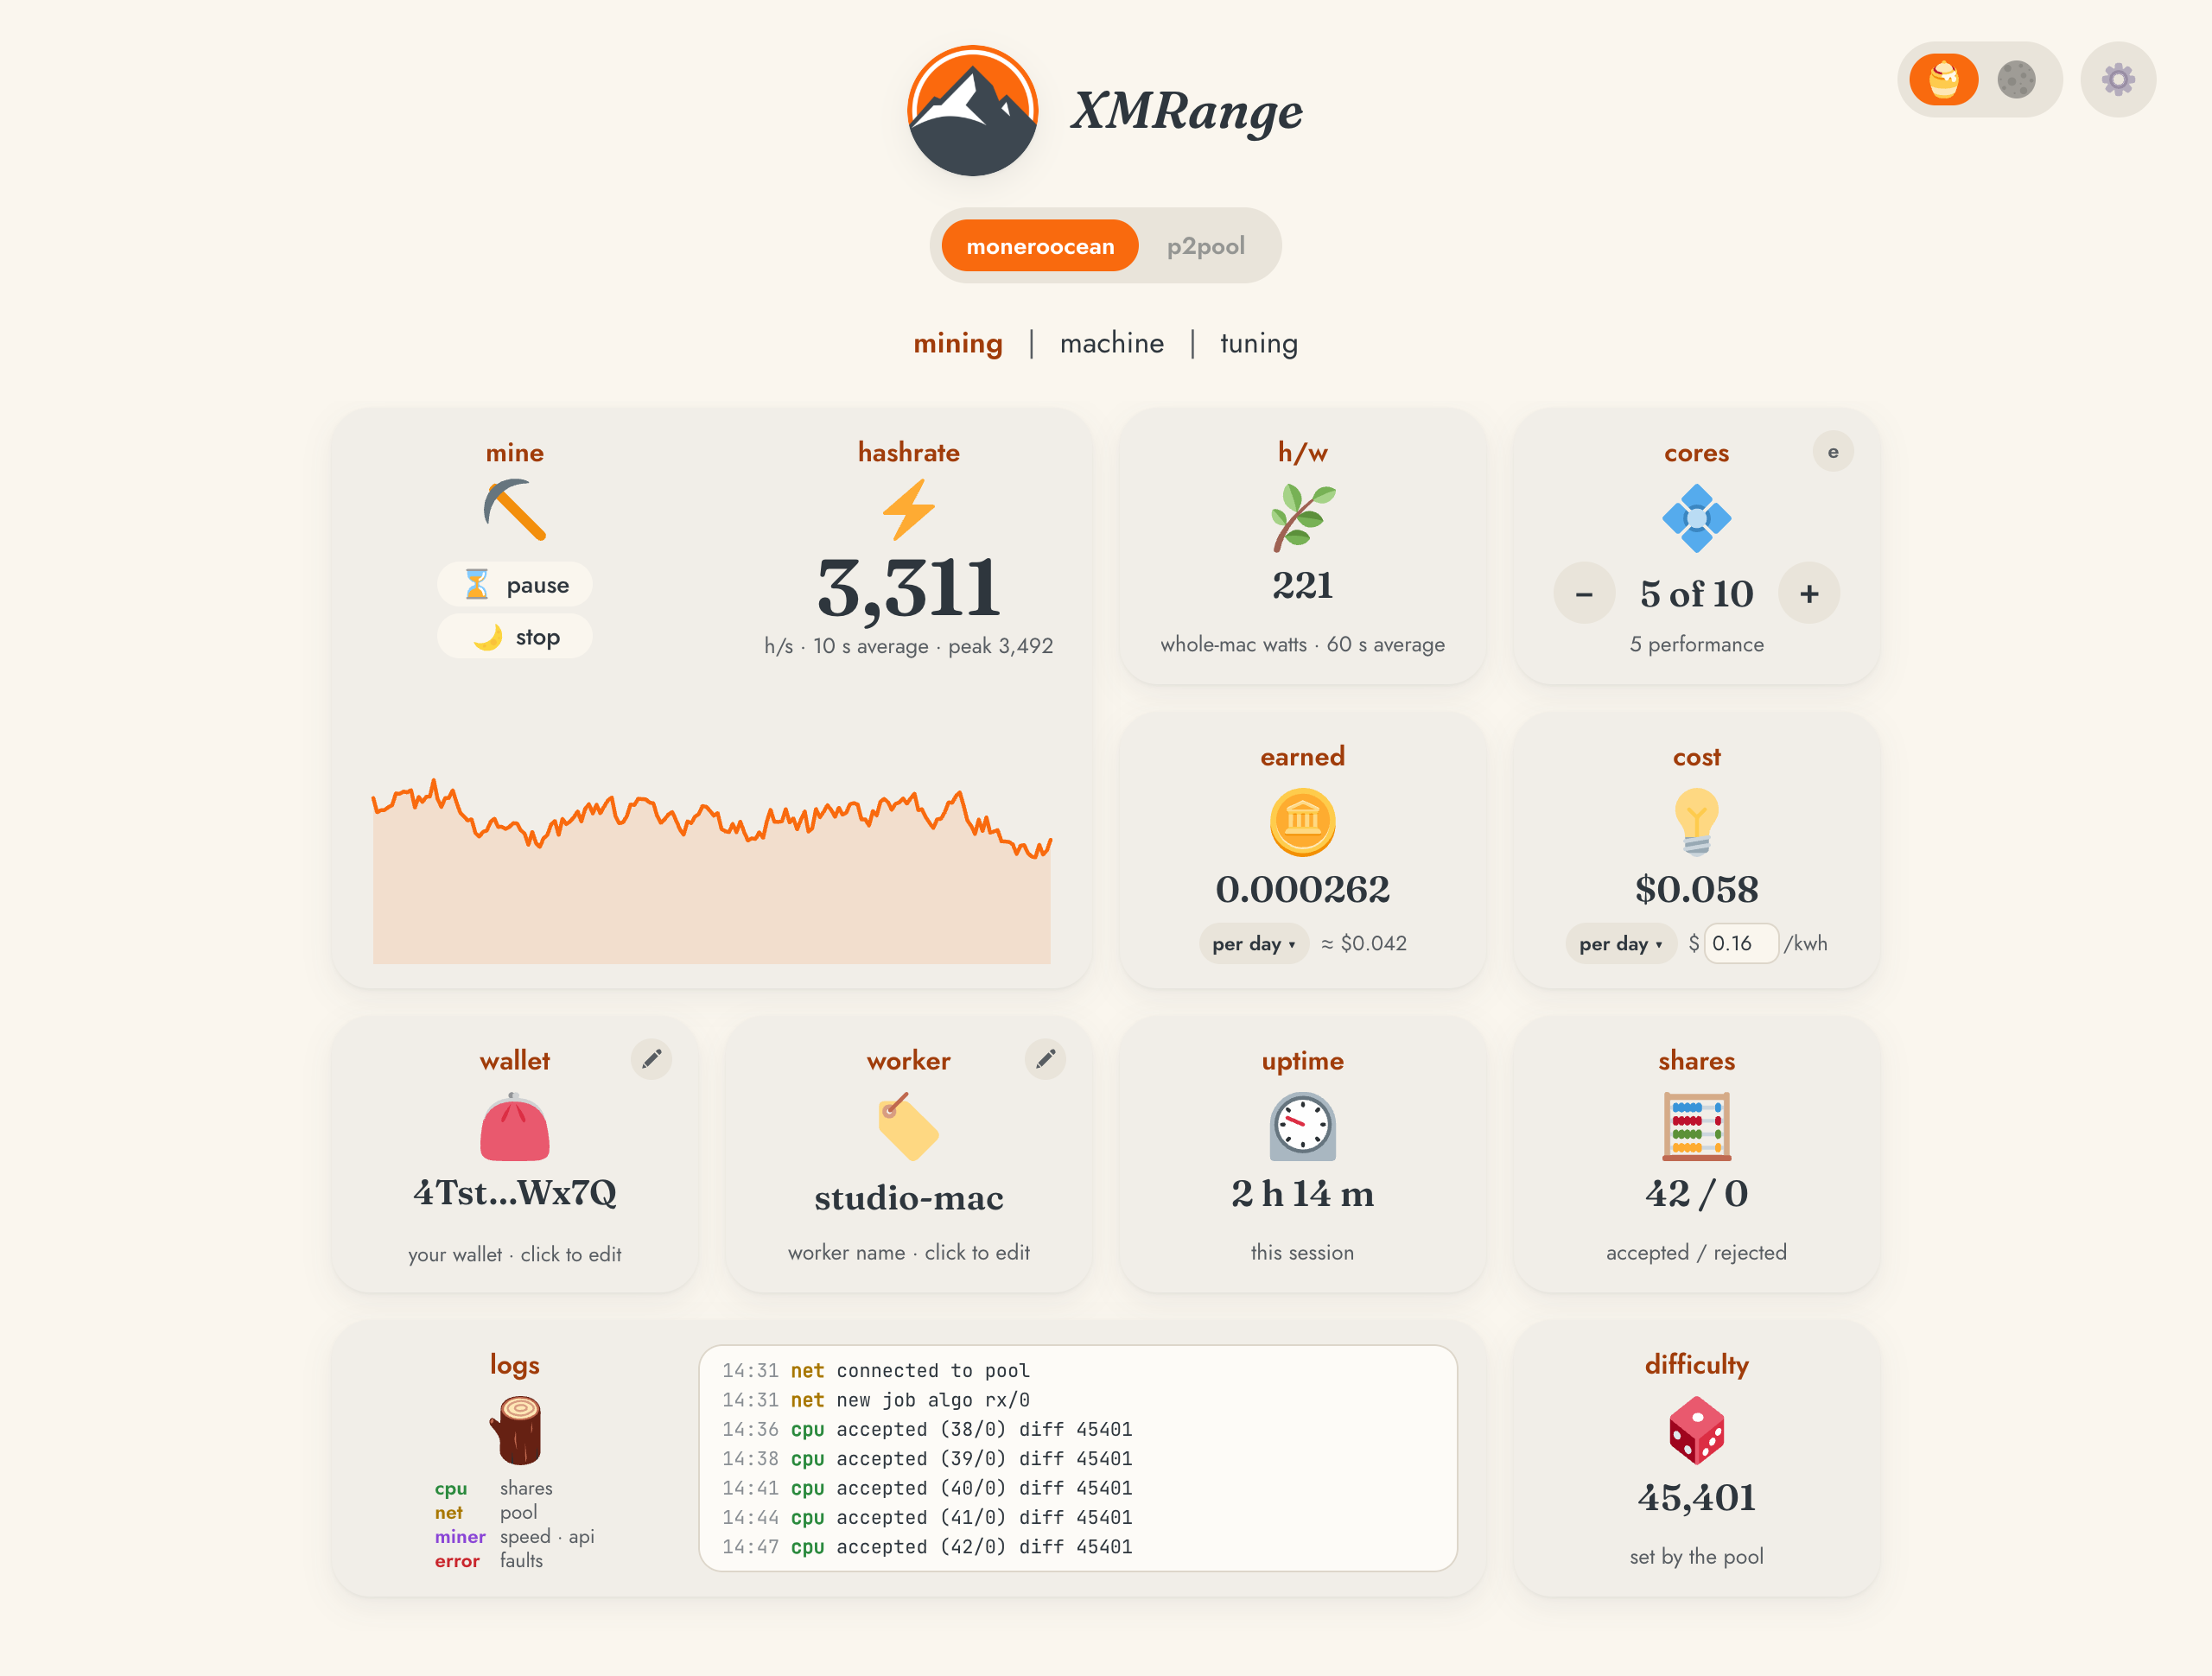 XMRange
moneroocean p2pool
mining | machine | tuning
mine
pause
stop
hashrate
3,311
h/s · 10 s average · peak 3,492
h/w
221
whole-mac watts · 60 s average
cores
e
– 5 of 10 +
5 performance
earned
0.000262
per day ▾ ≈ $0.042
cost
$0.058
per day ▾ $ 0.16 /kwh
wallet
4Tst...Wx7Q
your wallet · click to edit
worker
studio-mac
worker name · click to edit
uptime
2 h 14 m
this session
shares
42 / 0
accepted / rejected
logs
cpu shares
net pool
miner speed · api
error faults
14:31 net connected to pool
14:31 net new job algo rx/0
14:36 cpu accepted (38/0) diff 45401
14:38 cpu accepted (39/0) diff 45401
14:41 cpu accepted (40/0) diff 45401
14:44 cpu accepted (41/0) diff 45401
14:47 cpu accepted (42/0) diff 45401
difficulty
45,401
set by the pool